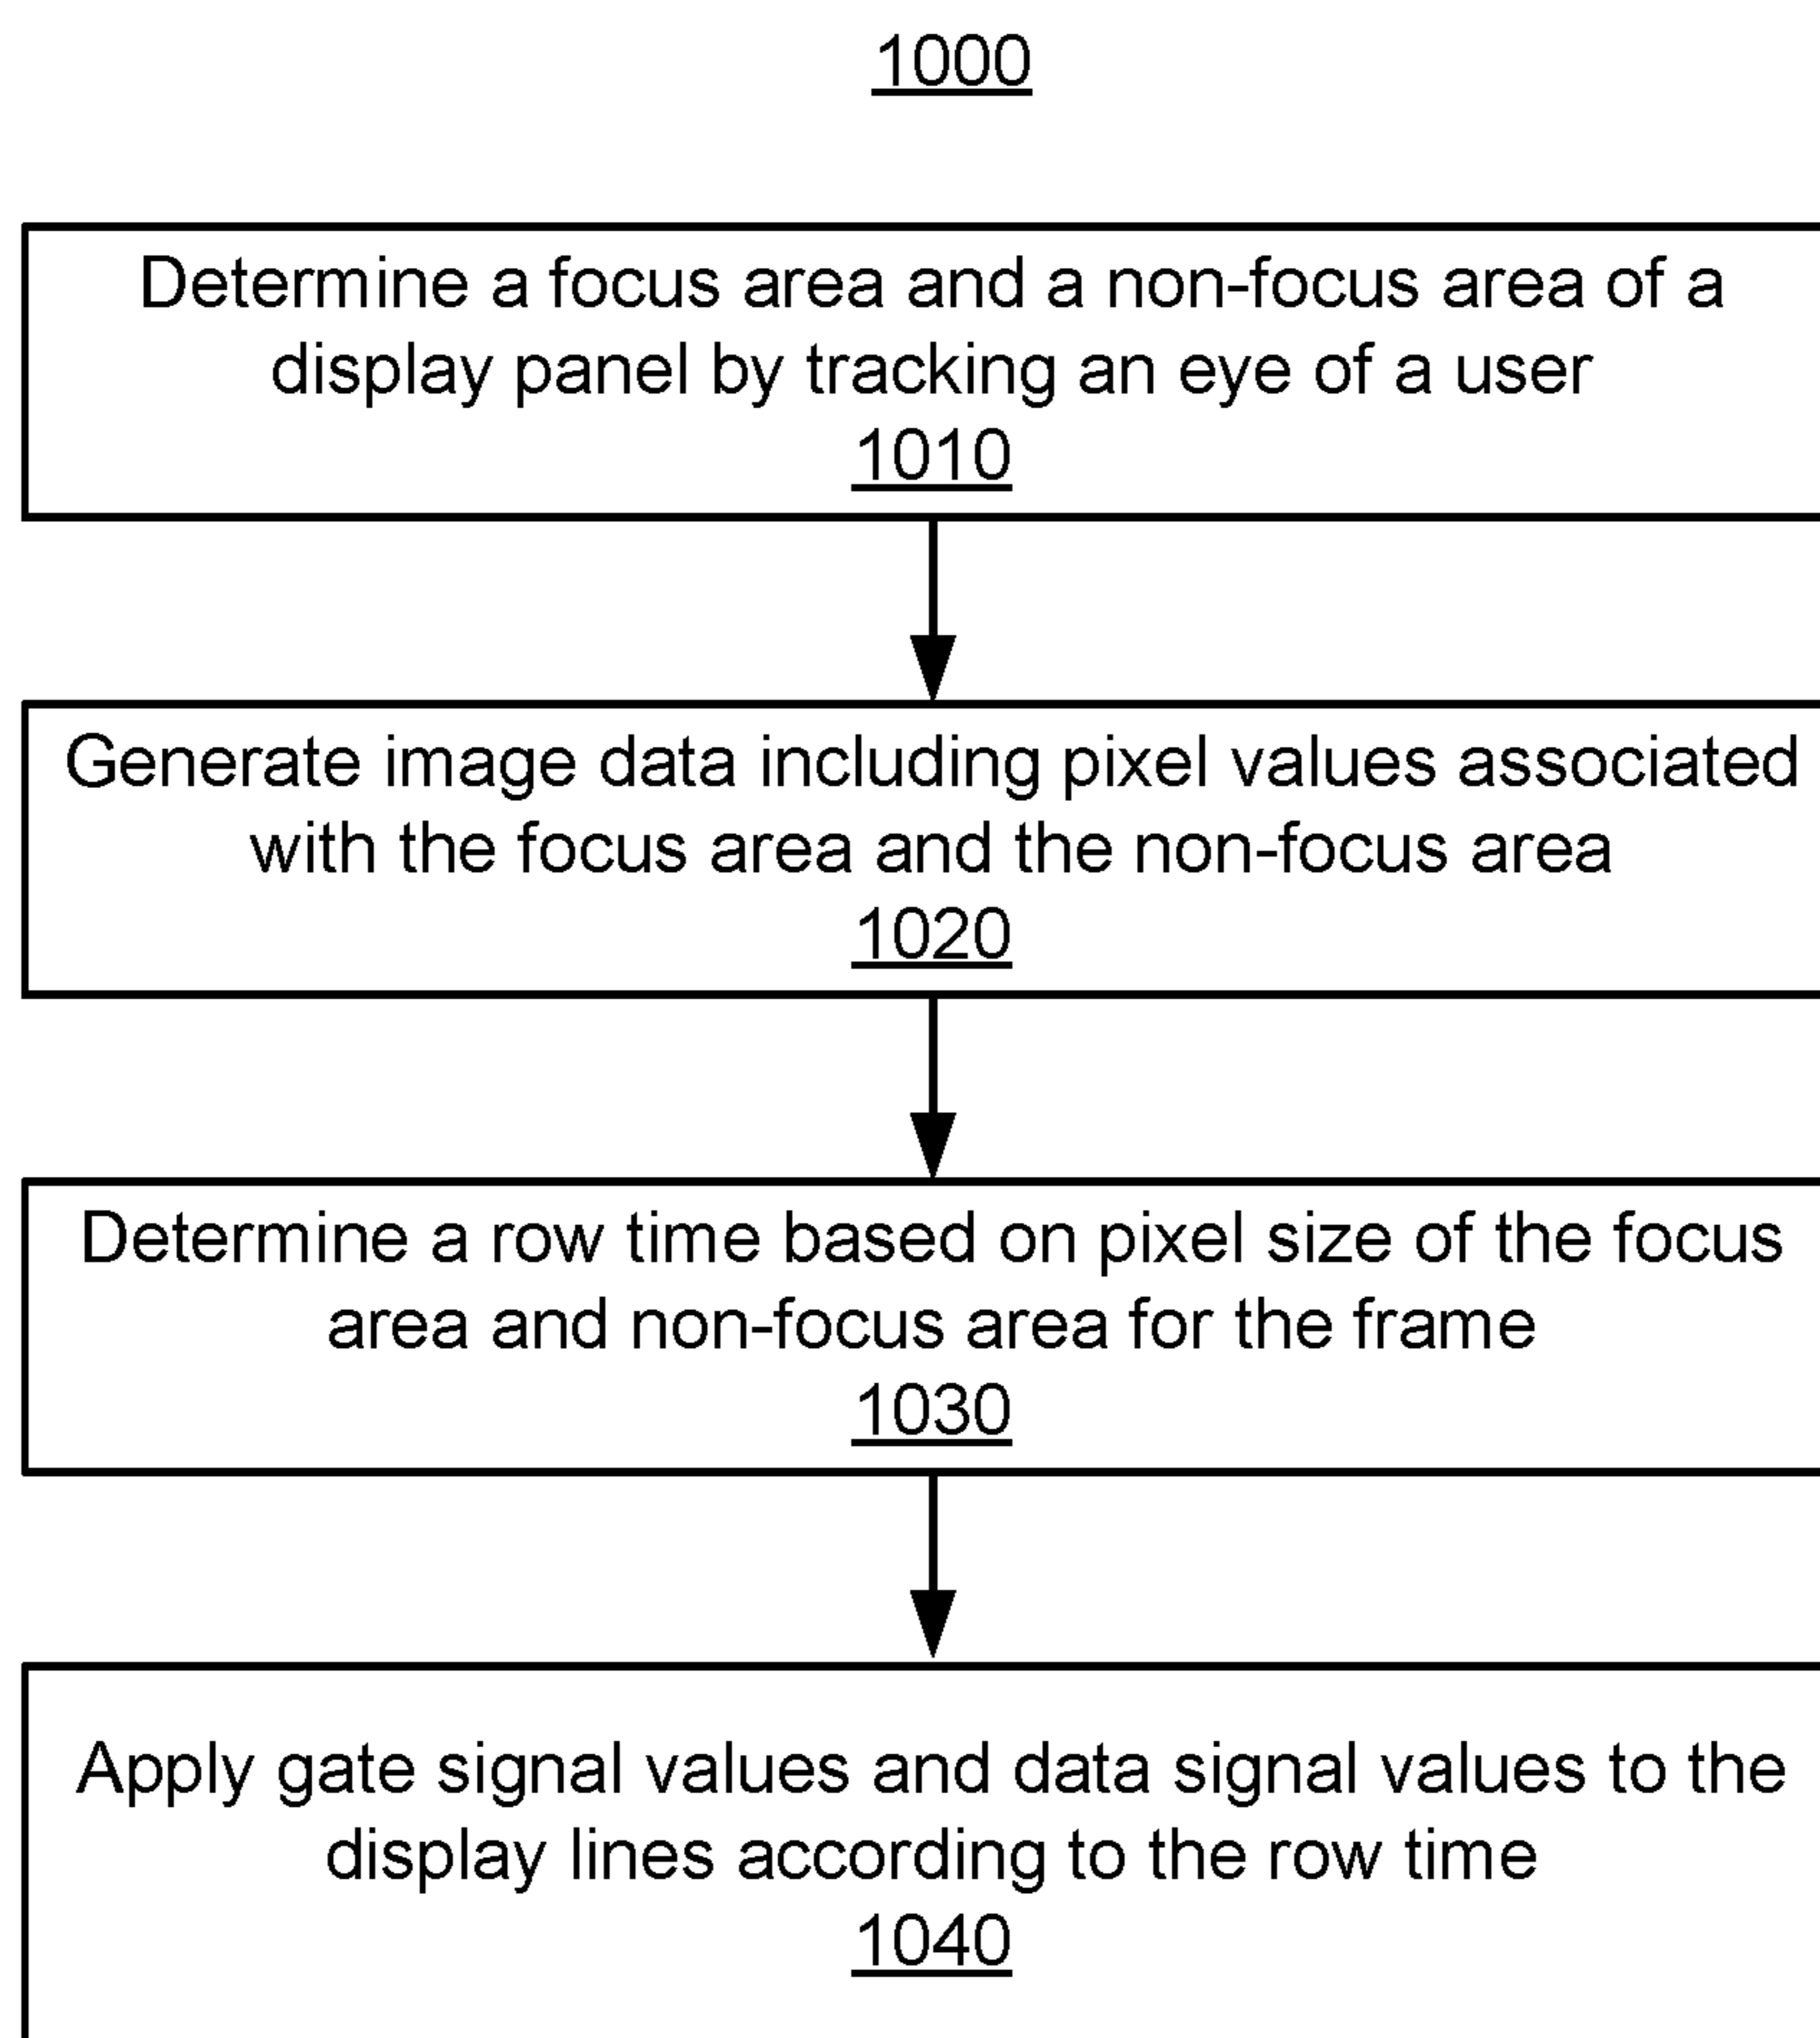 1000
Determine a focus area and a non-focus area of a
display panel by tracking an eye of a user
1010
Generate image data including pixel values associated
with the focus area and the non-focus area
1020
Determine a row time based on pixel size of the focus
area and non-focus area for the frame
1030
Apply gate signal values and data signal values to the
display lines according to the row time
1040